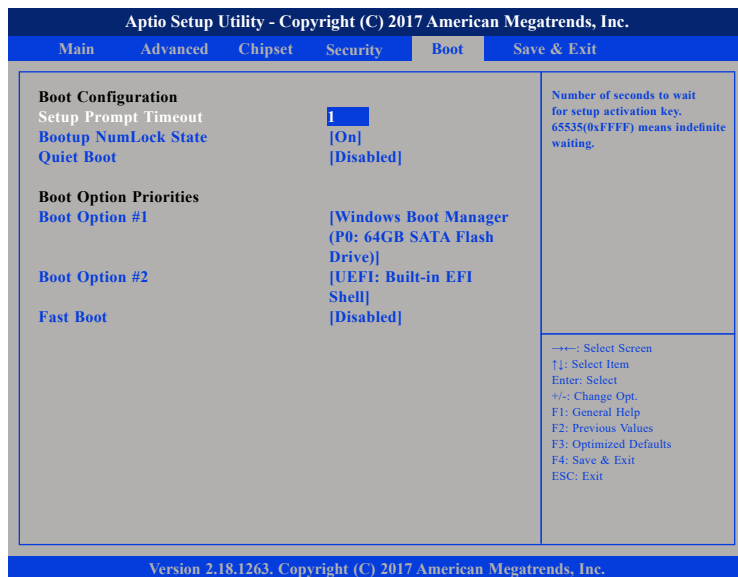 Aptio Setup Utility - Copyright (C) 2017 American Megatrends, Inc.
Main Advanced Chipset Security Boot Save & Exit
Boot Configuration
Setup Prompt Timeout 1
Bootup NumLock State [On]
Quiet Boot [Disabled]
Boot Option Priorities
Boot Option #1 [Windows Boot Manager
(P0: 64GB SATA Flash
Drive)]
Boot Option #2 [UEFI: Built-in EFI
Shell]
Fast Boot [Disabled]
Number of seconds to wait
for setup activation key.
65535(0xFFFF) means indefinite
waiting.
→←: Select Screen
↑↓: Select Item
Enter: Select
+/-: Change Opt.
F1: General Help
F2: Previous Values
F3: Optimized Defaults
F4: Save & Exit
ESC: Exit
Version 2.18.1263. Copyright (C) 2017 American Megatrends, Inc.